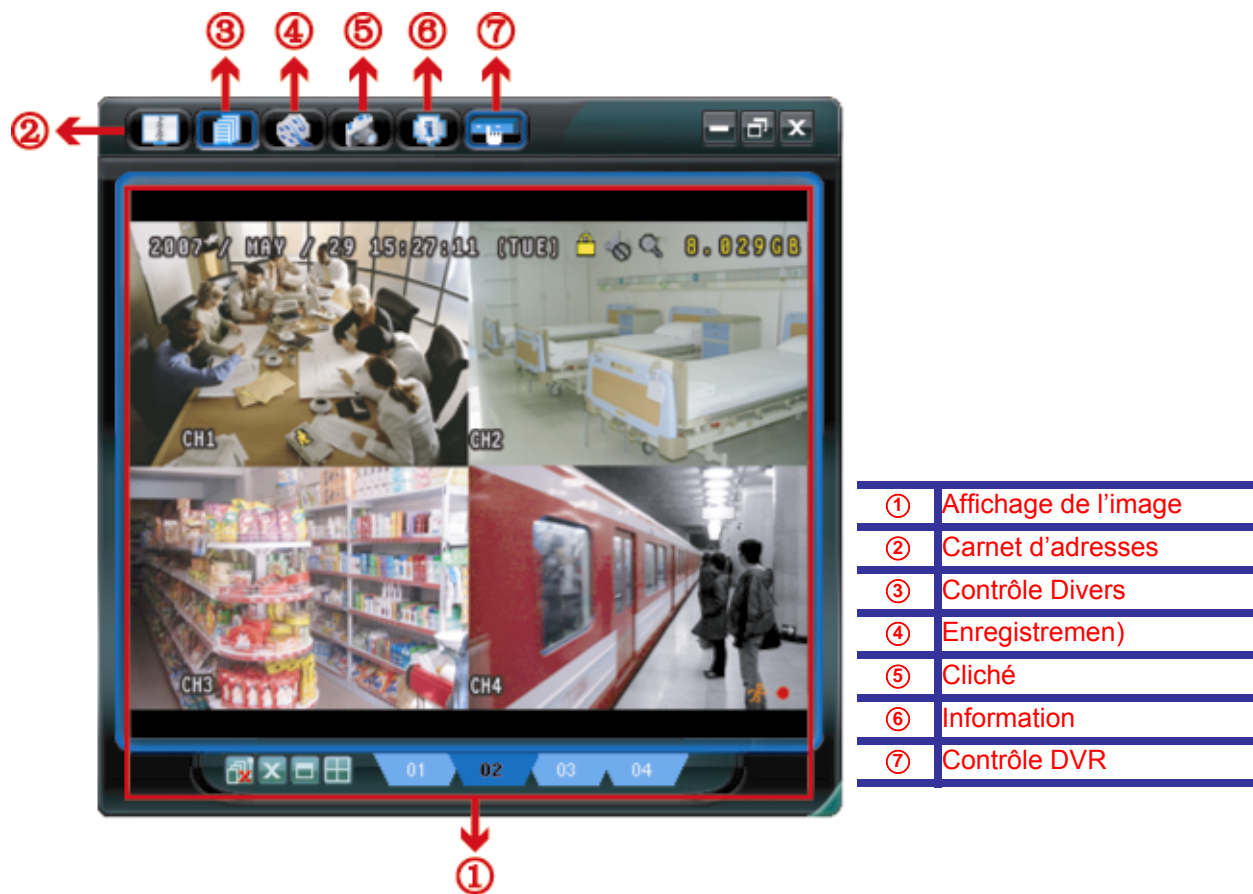 ③ ④ ⑤ ⑥ ⑦
②
2007 / MAY / 29 15:27:11 (TUE) 8.029GB
CH1 CH2
CH3 CH4
01 02 03 04
①
① Affichage de l’image
② Carnet d’adresses
③ Contrôle Divers
④ Enregistremen)
⑤ Cliché
⑥ Information
⑦ Contrôle DVR